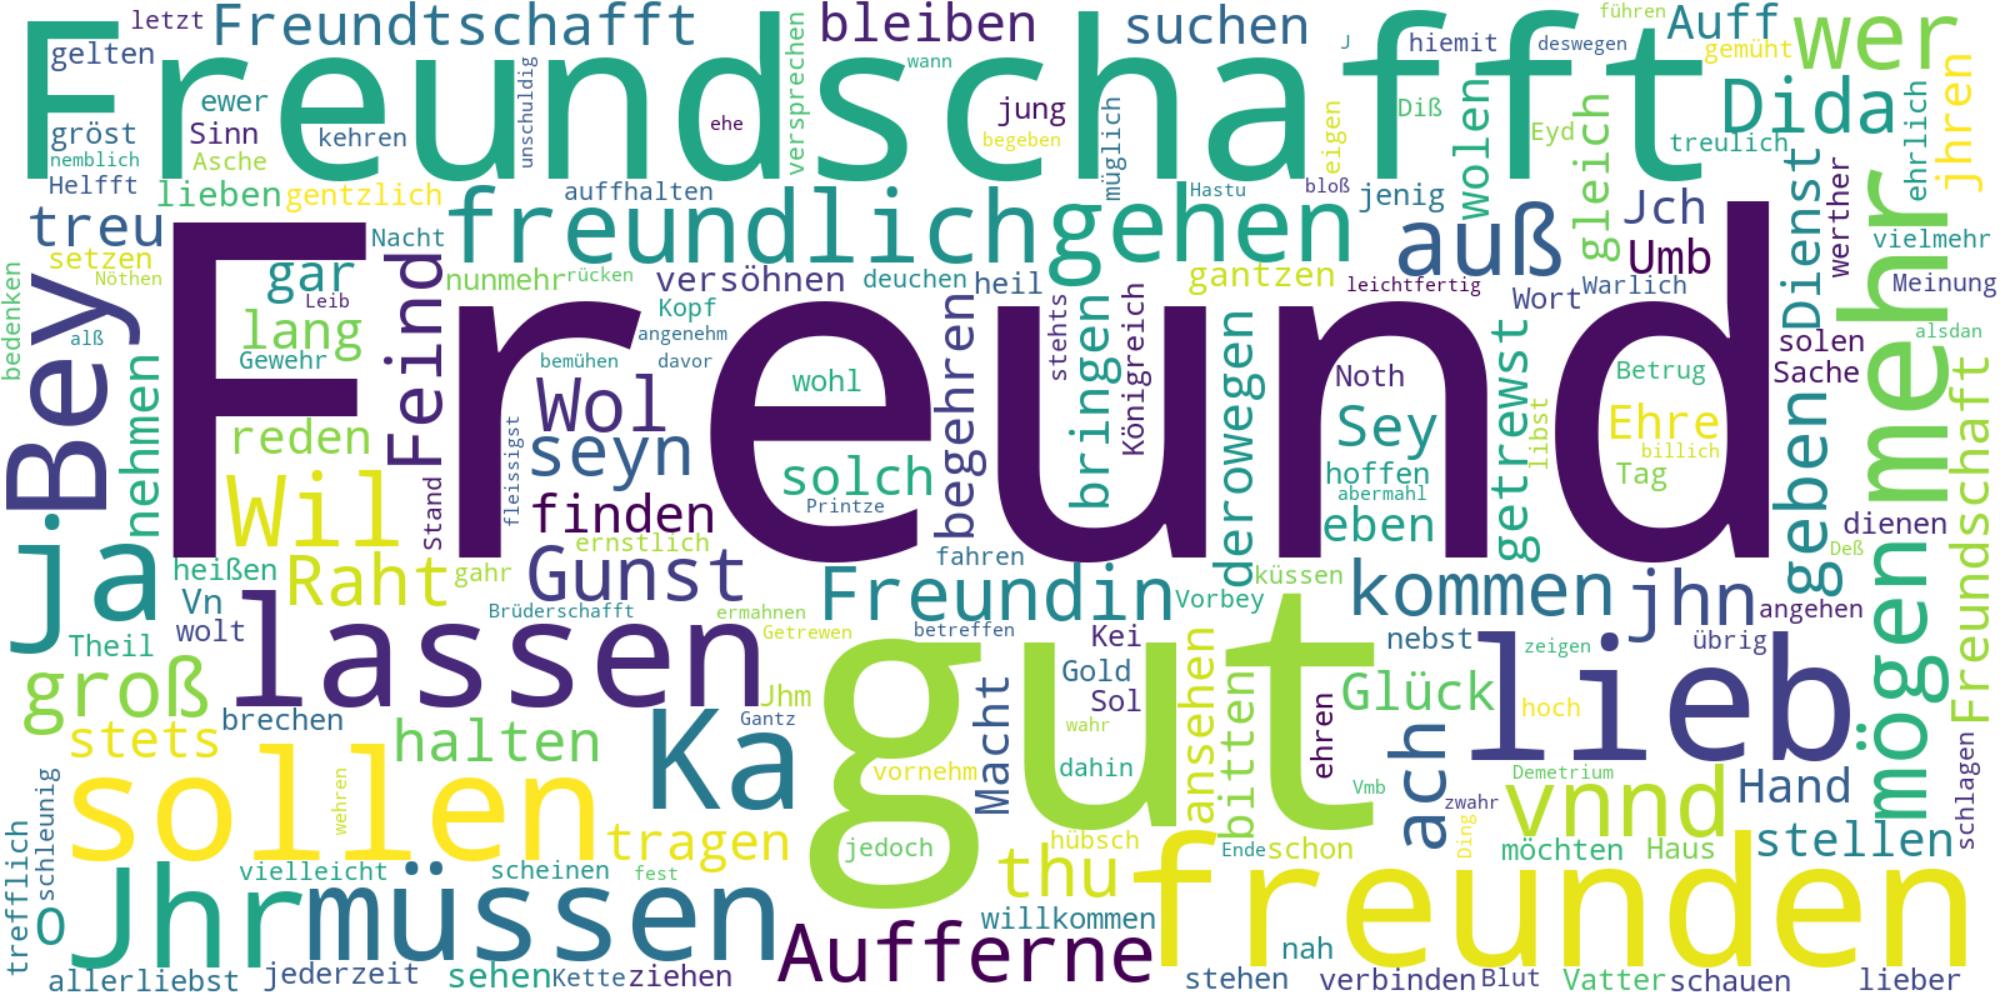 letzt Freundtschafft bleiben suchen führen Auff wer
gelten J hiemit deswegen gemüht
Freundschafft
wann
ewer unschuldig versprechen jung Diß Dida
gröst Sinn kehren ehe begeben müglich eigen Eyd wolen gleich ehrlich jhren
nemblich Asche treulich
Helfft lieben gentzlich auffhalten Hastu bloß jenig
treu Nacht freundlich gehen auß Jch Umb Dienst werther vielmehr
setzen gar Feind nunmehr rücken versöhnen deuchen heil gantzen leichtfertig Warlich Meinung
Nöthen Leib Kopf Wort
bedenken Bey alß lang angenehm stehts Königreich mehr alsdan
Gewehr bemühen davor solen
nehmen Freund
Wol wohl begehren bringen derowegen Noth getrewst Betrug Sache Freundschaft
reden seyn Sey Ehre geben
fleissigst solch hoffen libst billich
Wil Stand finden Printze abermahl Tag
ja ernstlich eben dienen
heißen Raht gahr Gunst fahren küssen kommen jhn Deß mögen
Vn Brüderschafft ermahnen Freundin Vorbey angehen
Theil wolt lassen Getrewen betreffen Kei nebst zeigen übrig
groß Jhm gut Gold ansehen Glück lieb
brechen Gantz Macht Sol bitten ehren hoch
stets halten Ka wahr ach
schleunig sollen wehren vornehm dahin Vmb Demetrium vnnd Hand schlagen
zwahr
tragen jedoch hübsch Ding stellen
trefflich vielleicht scheinen fest thu Ende schon möchten Haus
O Jhr müssen freunden
Aufferne willkommen nah
allerliebst jederzeit sehen Kette ziehen stehen verbinden Blut Vatter schauen lieber